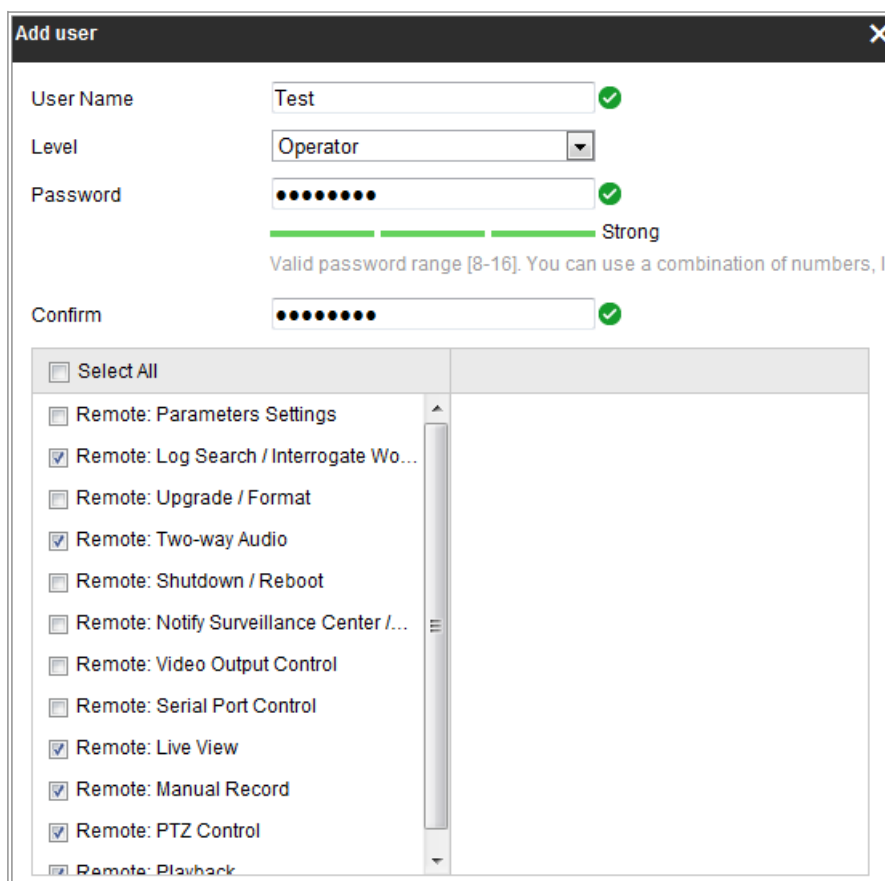 Add user
User Name Test
Level Operator
Password ••••••••
Strong
Valid password range [8-16]. You can use a combination of numbers,
Confirm ••••••••
Select All
Remote: Parameters Settings
Remote: Log Search / Interrogate Wo...
Remote: Upgrade / Format
Remote: Two-way Audio
Remote: Shutdown / Reboot
Remote: Notify Surveillance Center /...
Remote: Video Output Control
Remote: Serial Port Control
Remote: Live View
Remote: Manual Record
Remote: PTZ Control
Remote: Playback